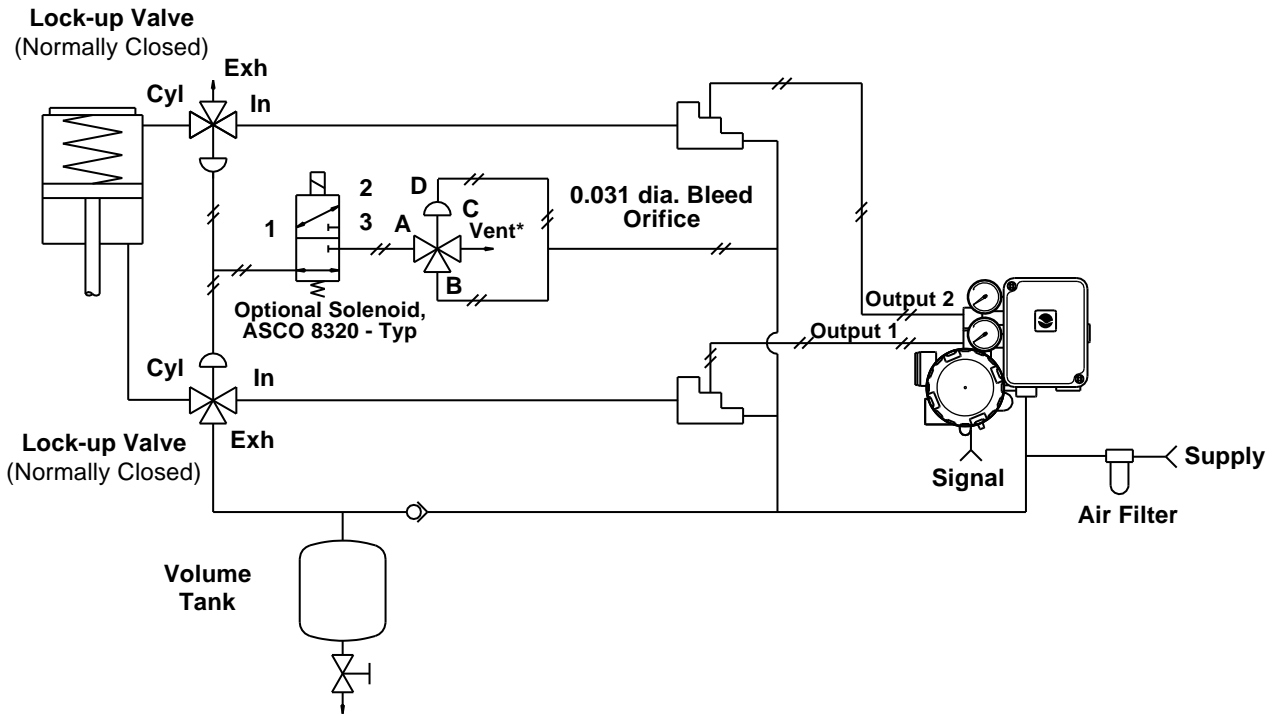 Lock-up Valve
(Normally Closed)
Exh
Cyl
In
D
2
0.031 dia. Bleed
Orifice
1
A
C
3
Vent*
B
Optional Solenoid,
ASCO 8320 - Typ
Output 2
Output 1
Cyl
In
Lock-up Valve
(Normally Closed)
Exh
Signal
Supply
Air Filter
Volume
Tank